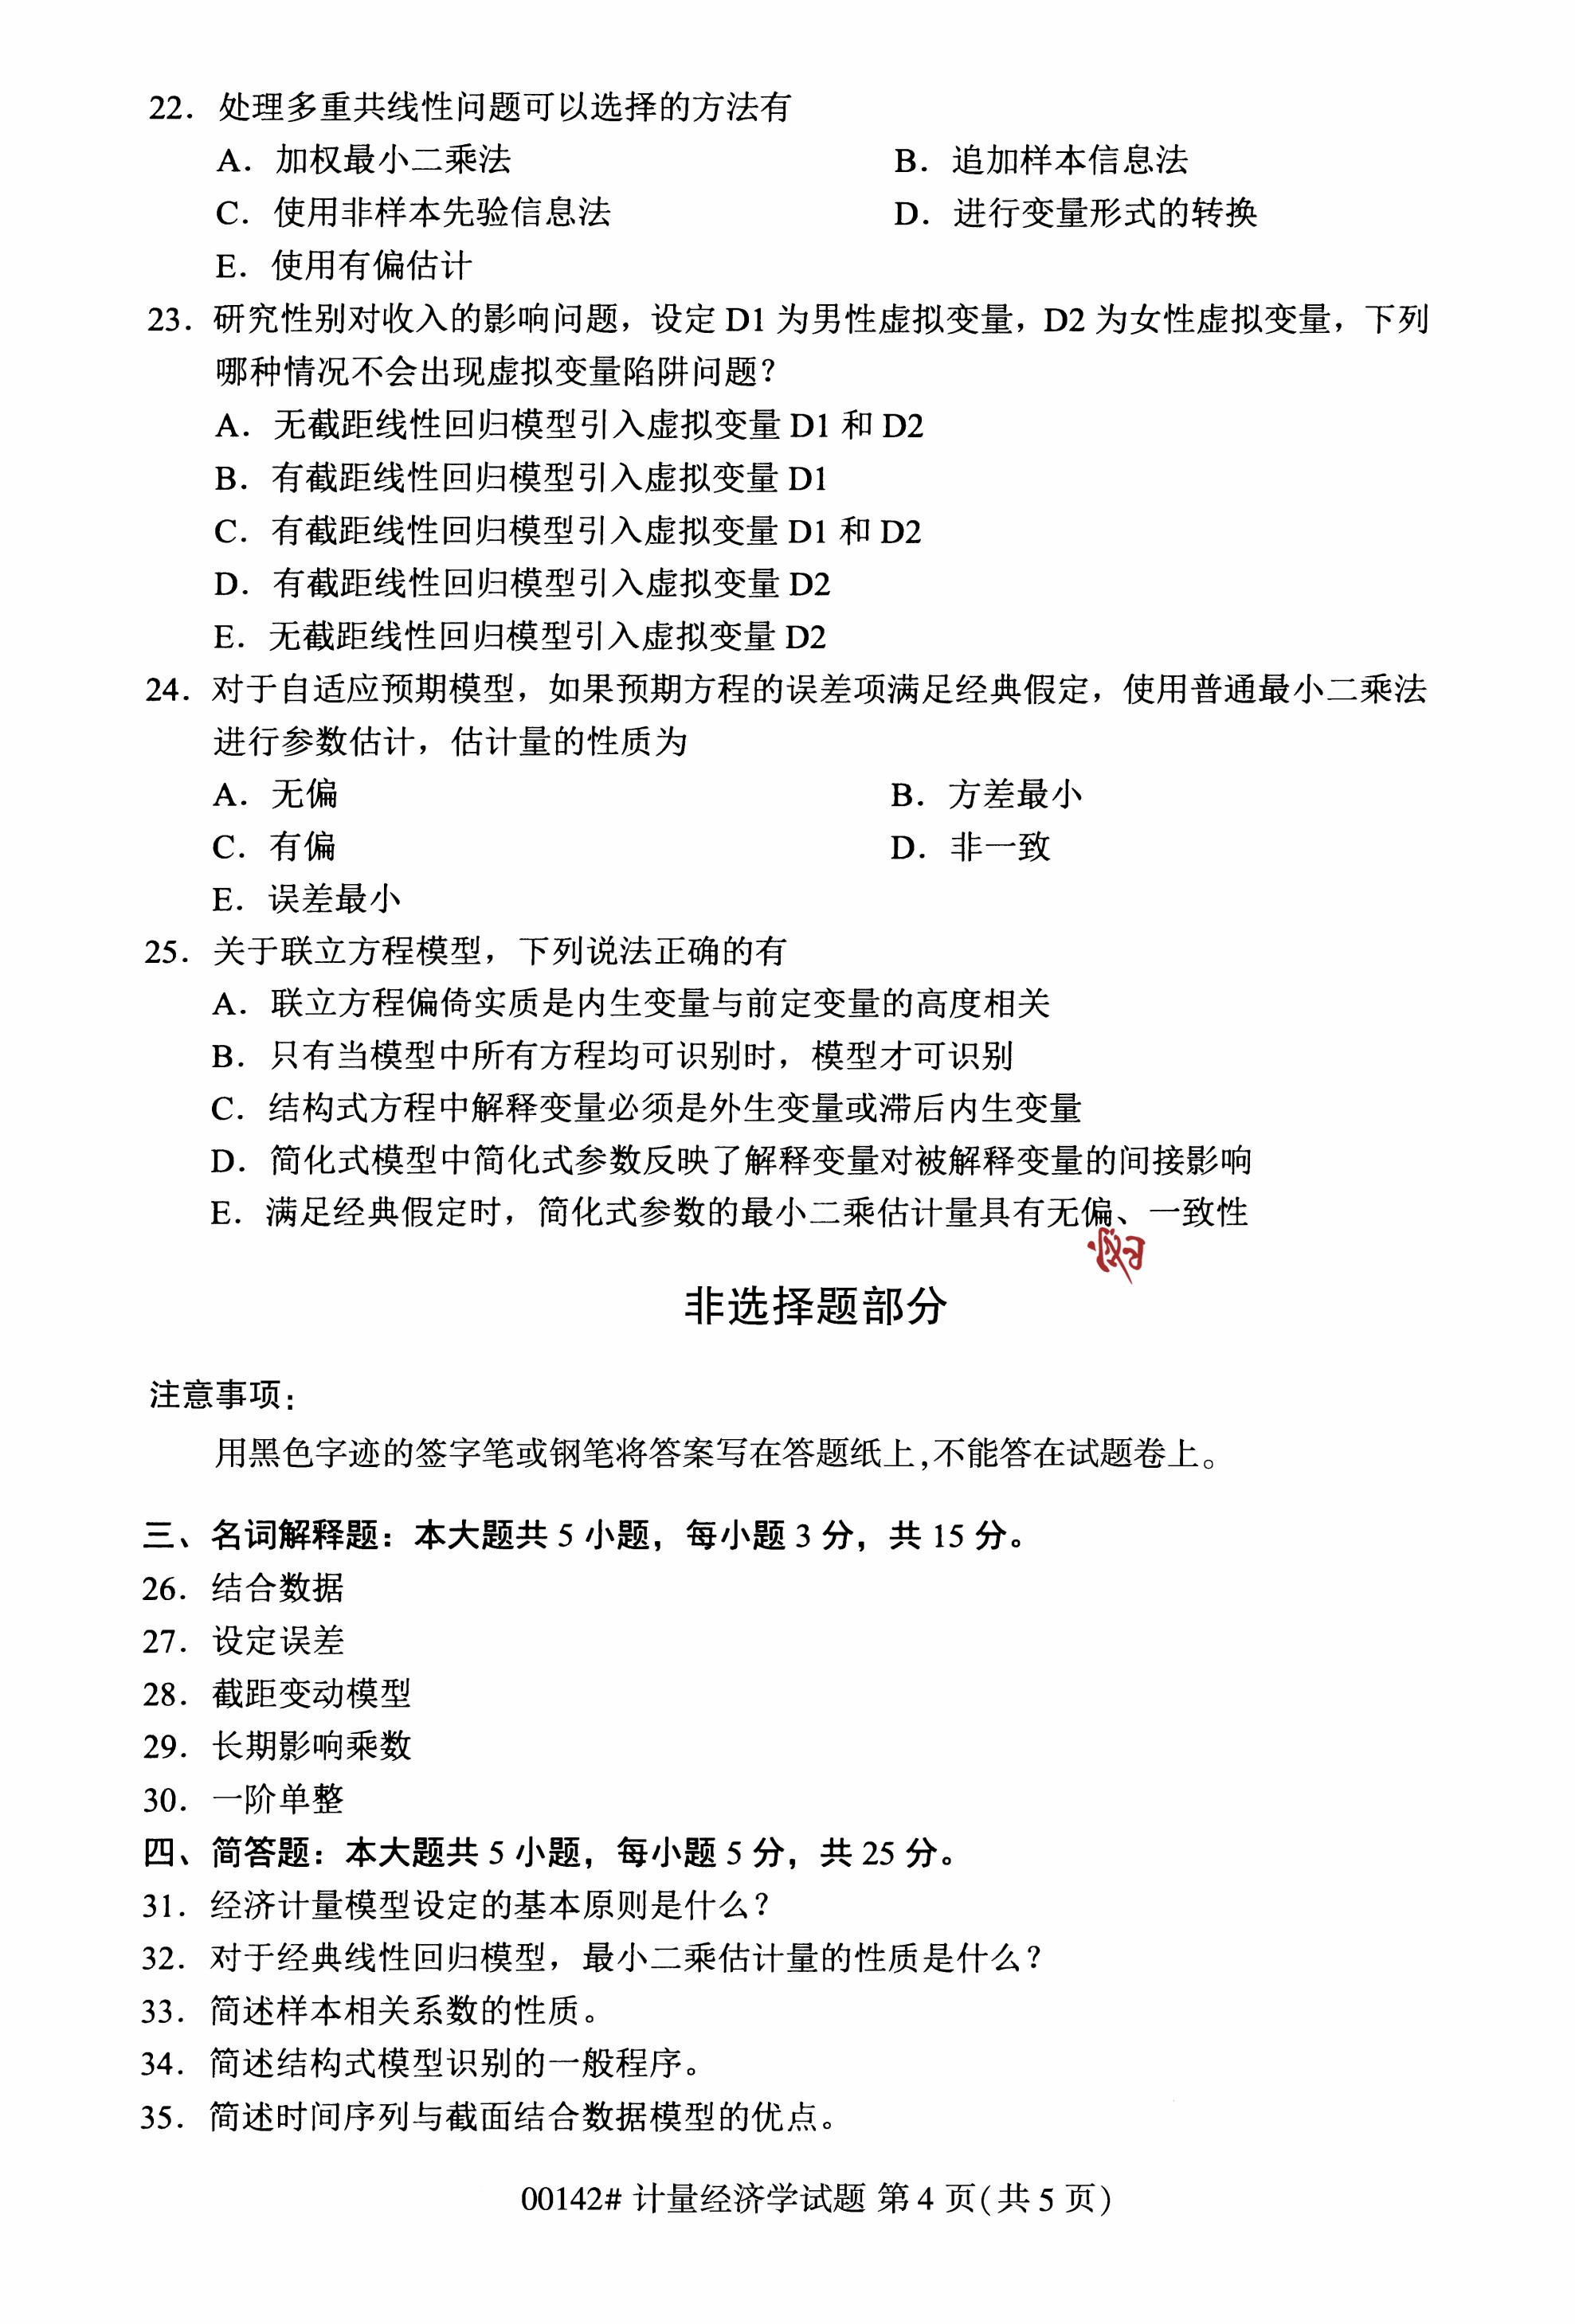 22. 处理多重共线性问题可以选择的方法有
A. 加权最小二乘法 B. 追加样本信息法
C. 使用非样本先验信息法 D. 进行变量形式的转换
E. 使用有偏估计
23. 研究性别对收入的影响问题，设定 D1 为男性虚拟变量，D2 为女性虚拟变量，下列
哪种情况不会出现虚拟变量陷阱问题？
A. 无截距线性回归模型引入虚拟变量 D1 和 D2
B. 有截距线性回归模型引入虚拟变量 D1
C. 有截距线性回归模型引入虚拟变量 D1 和 D2
D. 有截距线性回归模型引入虚拟变量 D2
E. 无截距线性回归模型引入虚拟变量 D2
24. 对于自适应预期模型，如果预期方程的误差项满足经典假定，使用普通最小二乘法
进行参数估计，估计量的性质为
A. 无偏 B. 方差最小
C. 有偏 D. 非一致
E. 误差最小
25. 关于联立方程模型，下列说法正确的有
A. 联立方程偏倚实质是内生变量与前定变量的高度相关
B. 只有当模型中所有方程均可识别时，模型才可识别
C. 结构式方程中解释变量必须是外生变量或滞后内生变量
D. 简化式模型中简化式参数反映了解释变量对被解释变量的间接影响
E. 满足经典假定时，简化式参数的最小二乘估计量具有无偏、一致性
非选择题部分
注意事项：
用黑色字迹的签字笔或钢笔将答案写在答题纸上,不能答在试题卷上。
三、名词解释题：本大题共 5 小题，每小题 3 分，共 15 分。
26. 结合数据
27. 设定误差
28. 截距变动模型
29. 长期影响乘数
30. 一阶单整
四、简答题：本大题共 5 小题，每小题 5 分，共 25 分。
31. 经济计量模型设定的基本原则是什么？
32. 对于经典线性回归模型，最小二乘估计量的性质是什么？
33. 简述样本相关系数的性质。
34. 简述结构式模型识别的一般程序。
35. 简述时间序列与截面结合数据模型的优点。
00142# 计量经济学试题 第 4 页(共 5 页)